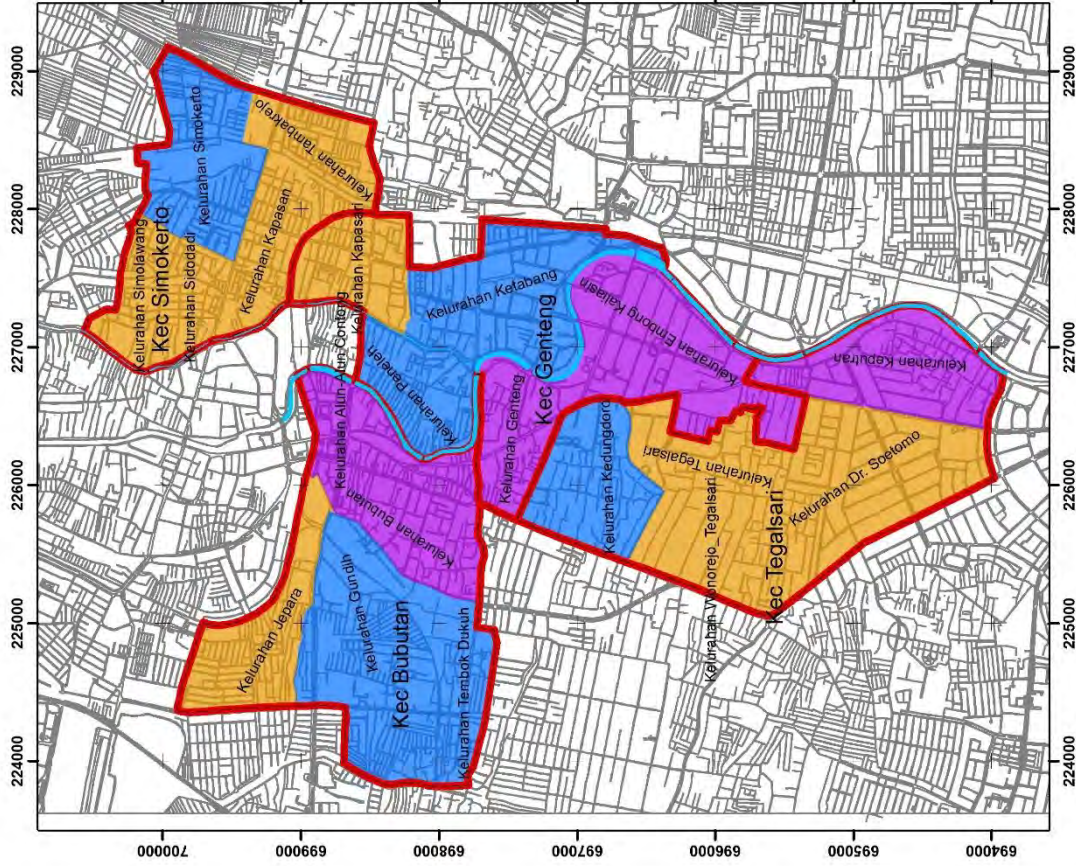 229000
228000
227000
226000
225000
224000
Kelurahan Simokerto
Kelurahan Tambakrejo
Kelurahan Simolawang
Kec Simokerto
Kelurahan Sidodadi
Kelurahan Kapasan
Kelurahan Kapasari
Kelurahan Alun-Alun Contong
Kelurahan Peneleh
Kelurahan Ketabang
Kec Genteng
Kelurahan Genteng
Kelurahan Embong Kaliasin
Kelurahan Keputran
Kelurahan Bubutan
Kelurahan Jepara
Kelurahan Gundih
Kec Bubutan
Kelurahan Tembok Dukuh
Kelurahan Kedungdoro
Kelurahan Tegalsari
Kelurahan Wonorejo_Tegalsari
Kec Tegalsari
Kelurahan Dr. Soetomo
229000
228000
227000
226000
225000
224000
700000
699000
698000
697000
696000
695000
694000